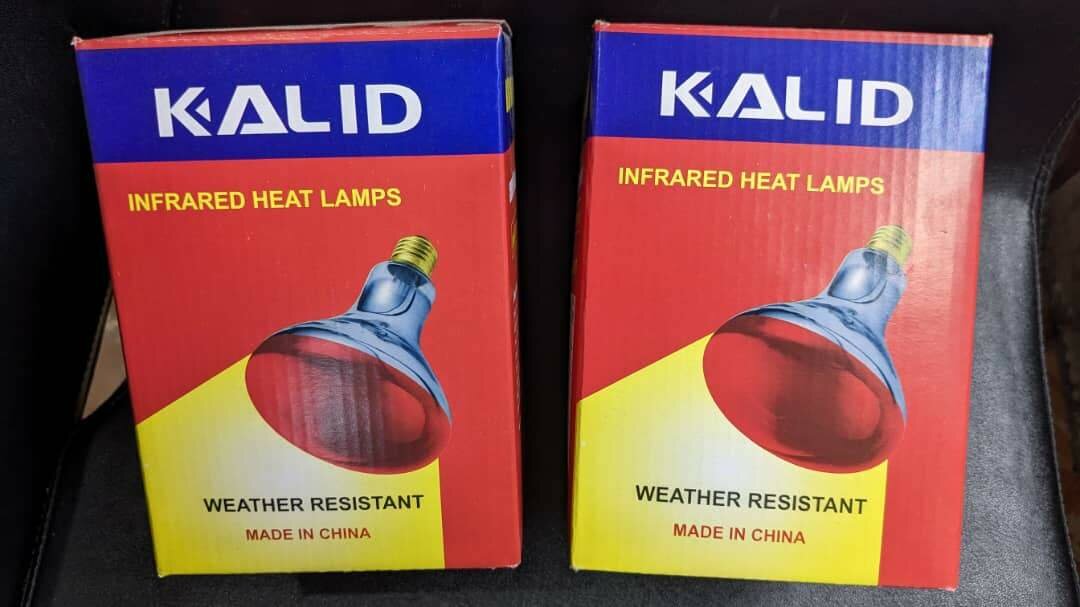 KALID
INFRARED HEAT LAMPS
WEATHER RESISTANT
MADE IN CHINA
KALID
INFRARED HEAT LAMPS
WEATHER RESISTANT
MADE IN CHINA